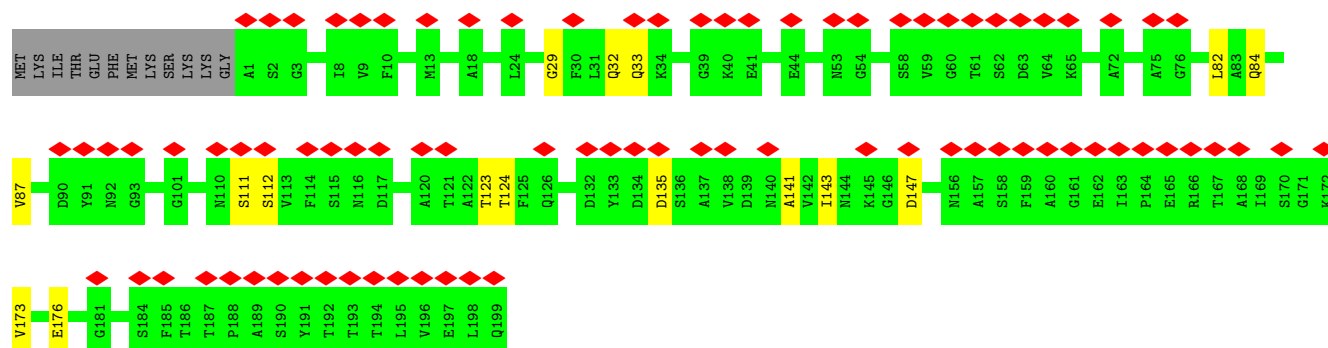 MET LYS ILE THR GLU PHE MET LYS SER LYS LYS GLY A1 S2 G3 I8 V9 F10 M13 A18 L24 G29 F30 L31 Q32 Q33 K34 G39 K40 E41 E44 N53 G54 S58 V59 G60 T61 S62 D63 V64 K65 A72 A75 G76 L82 A83 Q84
V87 D90 Y91 N92 G93 G101 N110 S111 S112 V113 F114 S115 N116 D117 A120 T121 A122 T123 T124 F125 Q126 D132 Y133 D134 D135 S136 A137 V138 D139 N140 A141 V142 I143 N144 K145 G146 D147 N156 A157 S158 F159 A160 G161 E162 I163 P164 E165 R166 T167 A168 I169 S170 G171 K172
V173 E176 G181 S184 F185 T186 T187 P188 A189 S190 Y191 T192 T193 T194 L195 V196 E197 L198 Q199